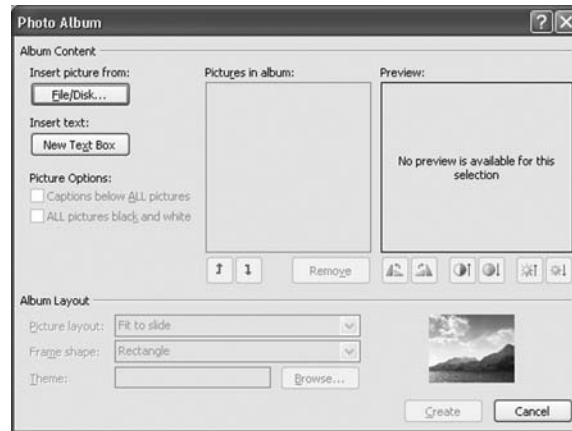 Photo Album
Album Content
Insert picture from:
File/Disk...
Insert text:
New Text Box
Picture Options:
Captions below ALL pictures
ALL pictures black and white
Pictures in album:
Remove
Preview:
No preview is available for this
selection
Album Layout
Picture layout:
Fit to slide
Frame shape:
Rectangle
Theme:
Browse...
Create
Cancel